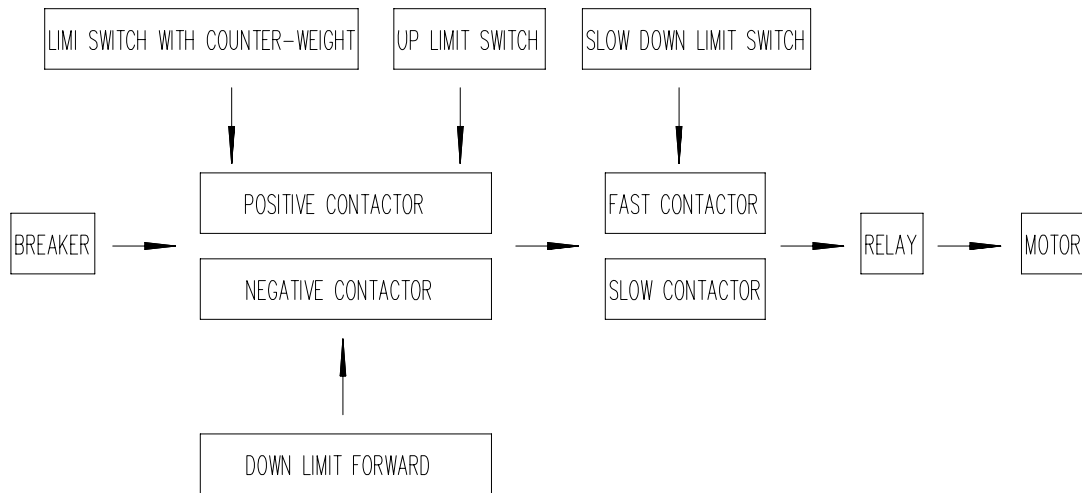 LIMI SWITCH WITH COUNTER-WEIGHT
UP LIMIT SWITCH
SLOW DOWN LIMIT SWITCH
POSITIVE CONTACTOR
FAST CONTACTOR
BREAKER
RELAY
MOTOR
NEGATIVE CONTACTOR
SLOW CONTACTOR
DOWN LIMIT FORWARD